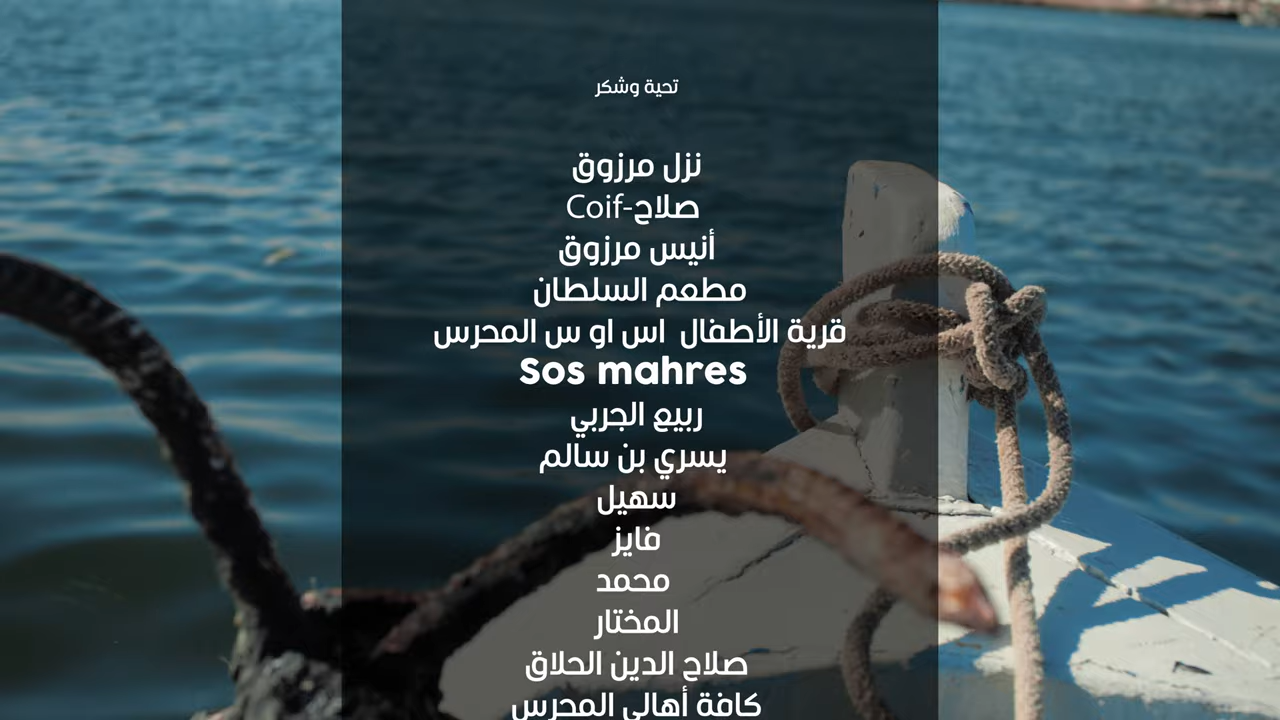 تحية وشكر
نزل مرزوق
صلاح-Coif
أنيس مرزوق
مطعم السلطان
قرية الأطفال اس او س المحرس
Sos mahres
ربيع الجربي
يسري بن سالم
سهيل
فايز
محمد
المختار
صلاح الدين الحلاق
كافة أهالي المحرس